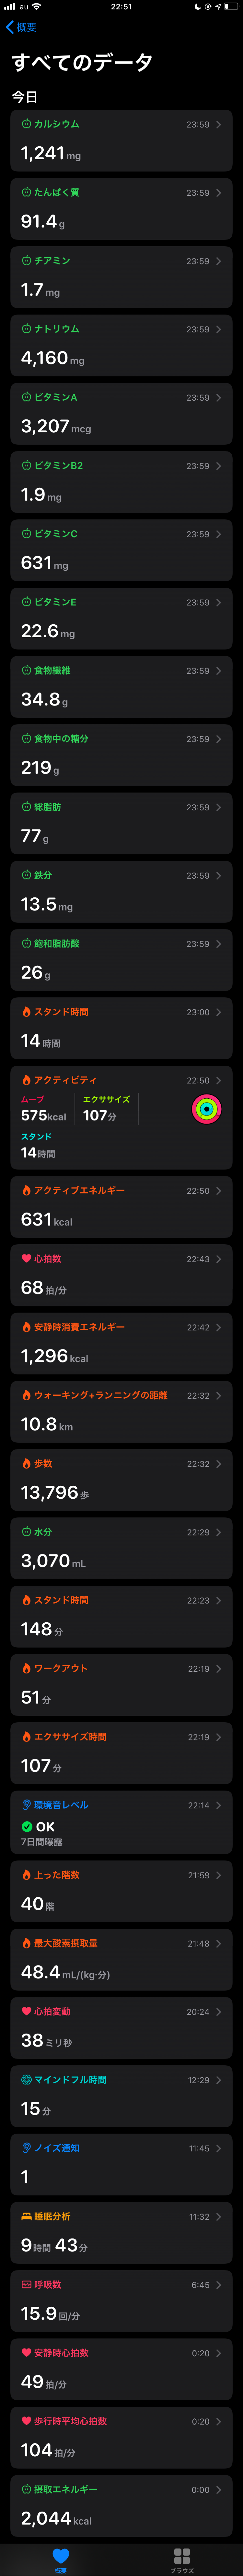 au 22:51
概要
すべてのデータ
今日
カルシウム 23:59
1,241 mg
たんぱく質 23:59
91.4 g
チアミン 23:59
1.7 mg
ナトリウム 23:59
4,160 mg
ビタミンA 23:59
3,207 mcg
ビタミンB2 23:59
1.9 mg
ビタミンC 23:59
631 mg
ビタミンE 23:59
22.6 mg
食物繊維 23:59
34.8 g
食物中の糖分 23:59
219 g
総脂肪 23:59
77 g
鉄分 23:59
13.5 mg
飽和脂肪酸 23:59
26 g
スタンド時間 23:00
14 時間
アクティビティ 22:50
ムーブ エクササイズ
575kcal 107分
スタンド
14時間
アクティブエネルギー 22:50
631 kcal
心拍数 22:43
68 拍/分
安静時消費エネルギー 22:42
1,296 kcal
ウォーキング+ランニングの距離 22:32
10.8 km
歩数 22:32
13,796 歩
水分 22:29
3,070 mL
スタンド時間 22:23
148 分
ワークアウト 22:19
51 分
エクササイズ時間 22:19
107 分
環境音レベル 22:14
OK
7日間曝露
上った階数 21:59
40 階
最大酸素摂取量 21:48
48.4 mL/(kg·分)
心拍変動 20:24
38 ミリ秒
マインドフル時間 12:29
15 分
ノイズ通知 11:45
1
睡眠分析 11:32
9時間 43分
呼吸数 6:45
15.9 回/分
安静時心拍数 0:20
49 拍/分
歩行時平均心拍数 0:20
104 拍/分
摂取エネルギー 0:00
2,044 kcal
概要 ブラウズ